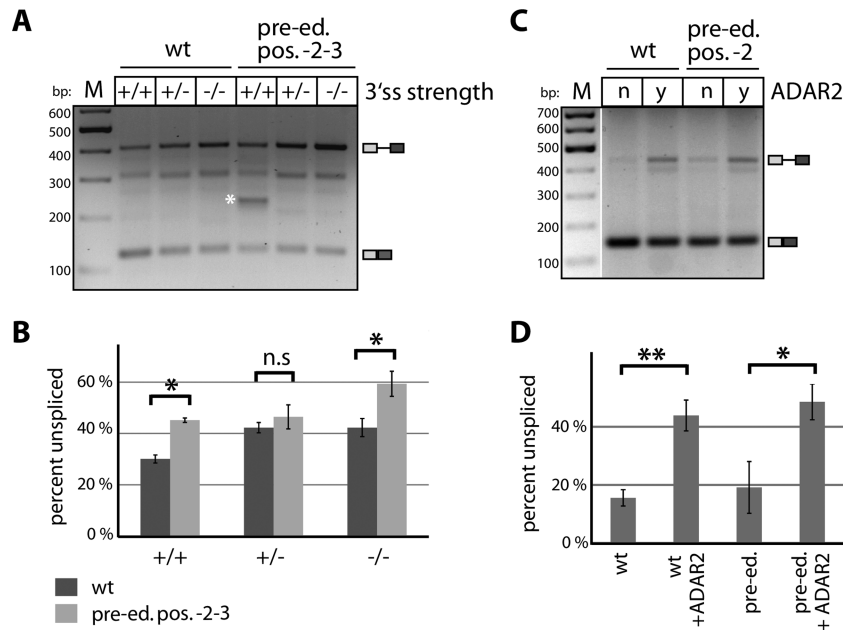 A
wt
pre-ed.
pos. -2-3
bp:
M
+/+
+/-
-/-
+/+
+/-
-/-
3'ss strength
600
500
400
300
200
100
*
B
percent unspliced
60 %
40 %
20 %
0 %
*
n.s
*
+/+
+/-
-/-
wt
pre-ed. pos. -2-3
C
wt
pre-ed.
pos. -2
bp:
M
n
y
n
y
ADAR2
700
600
500
400
300
200
100
D
percent unspliced
40 %
20 %
0 %
**
*
wt
wt
+ADAR2
pre-ed.
pre-ed.
+ ADAR2